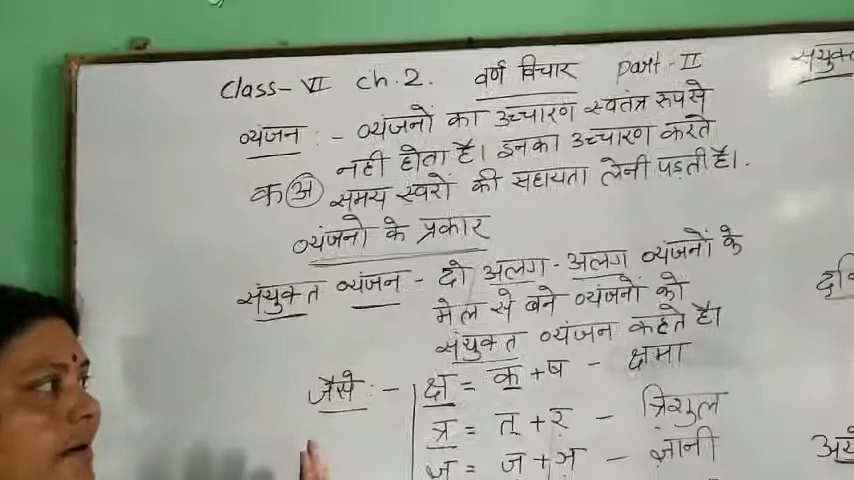 Class- VI Ch.2. वर्ण विचार Part- II
व्यंजन :- व्यंजनों का उच्चारण स्वतंत्र रूप से
नही होता है। इनका उच्चारण करते
क अ समय स्वरों की सहायता लेनी पड़ती है।
व्यंजनो के प्रकार
संयुक्त व्यंजन - दो अलग-अलग व्यंजनों के
मेल से बने व्यंजनों को
संयुक्त व्यंजन कहते है।
जैसे :- क्ष = क् + ष - क्षमा
त्र = त् + र् - त्रिशुल
ज्ञ = ज + ञ - ज्ञानी